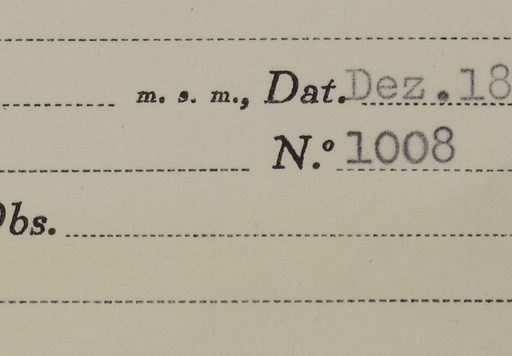 m. s. m., Dat. Dez. 18
N.º 1008
Obs.